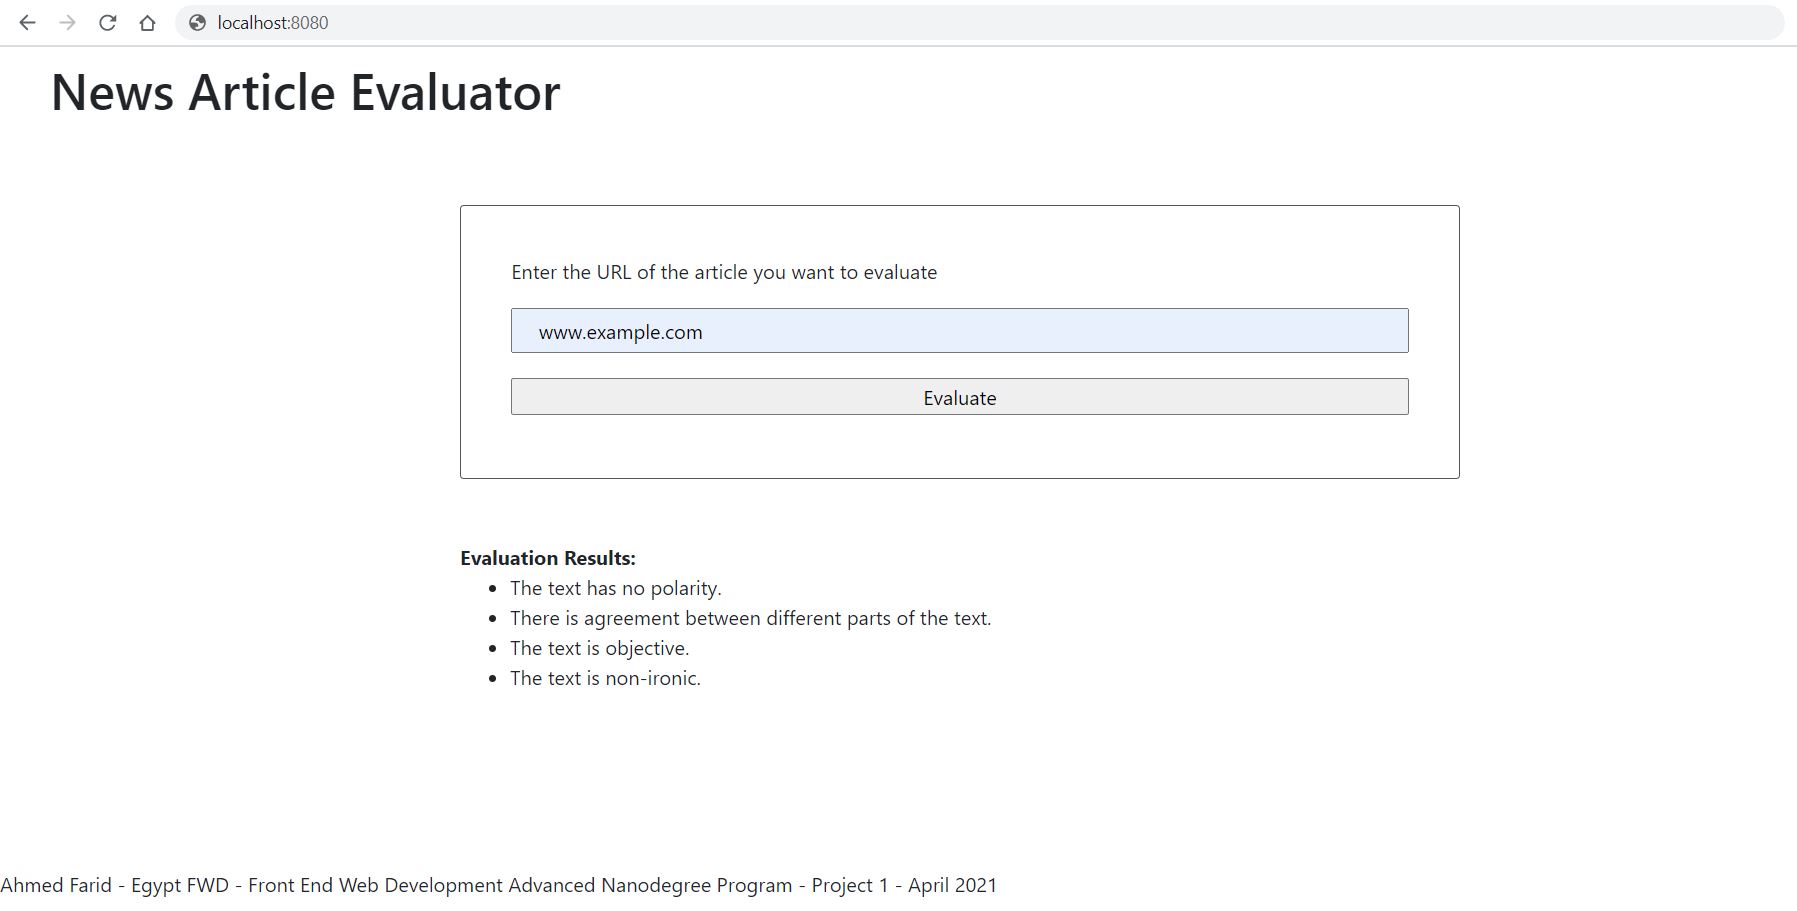 localhost:8080
News Article Evaluator
Enter the URL of the article you want to evaluate
www.example.com
Evaluate
Evaluation Results:
The text has no polarity.
There is agreement between different parts of the text.
The text is objective.
The text is non-ironic.
Ahmed Farid - Egypt FWD - Front End Web Development Advanced Nanodegree Program - Project 1 - April 2021